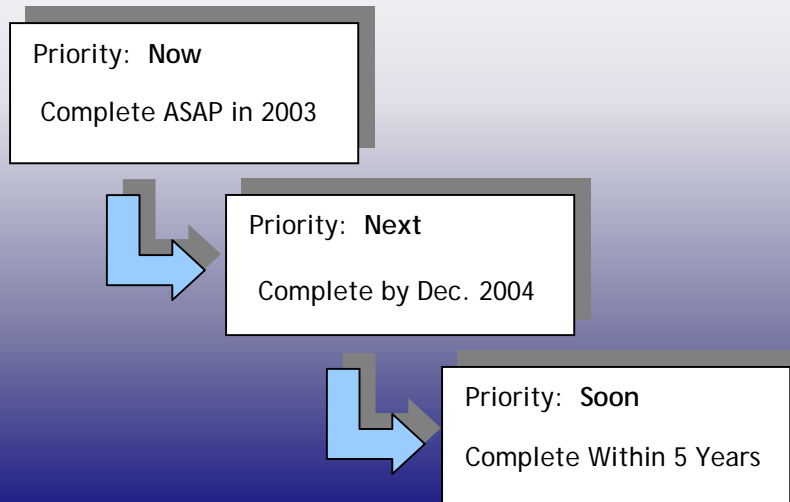 Priority: Now
Complete ASAP in 2003
Priority: Next
Complete by Dec. 2004
Priority: Soon
Complete Within 5 Years